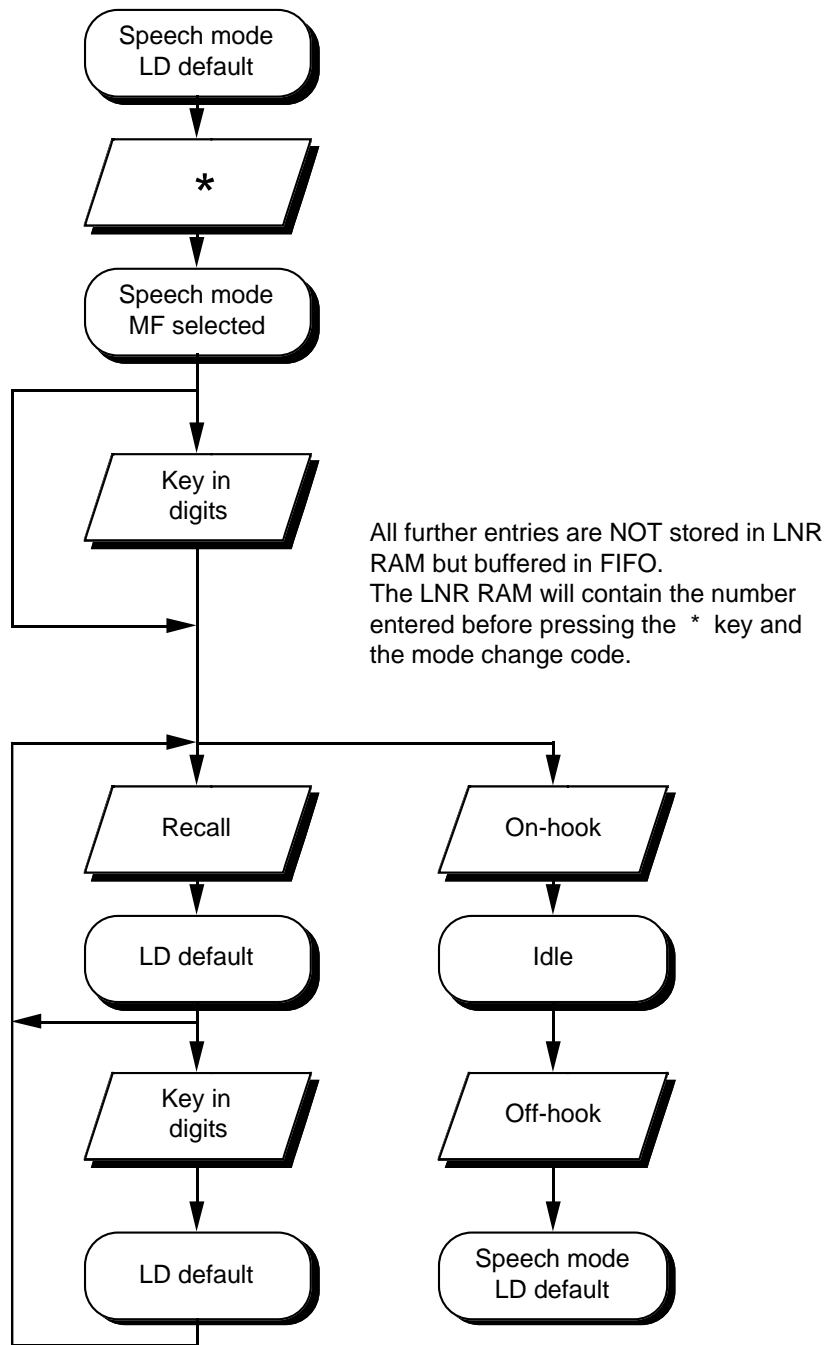 Speech mode
LD default
*
Speech mode
MF selected
Key in
digits
All further entries are NOT stored in LNR
RAM but buffered in FIFO.
The LNR RAM will contain the number
entered before pressing the * key and
the mode change code.
Recall
On-hook
LD default
Idle
Key in
digits
Off-hook
LD default
Speech mode
LD default